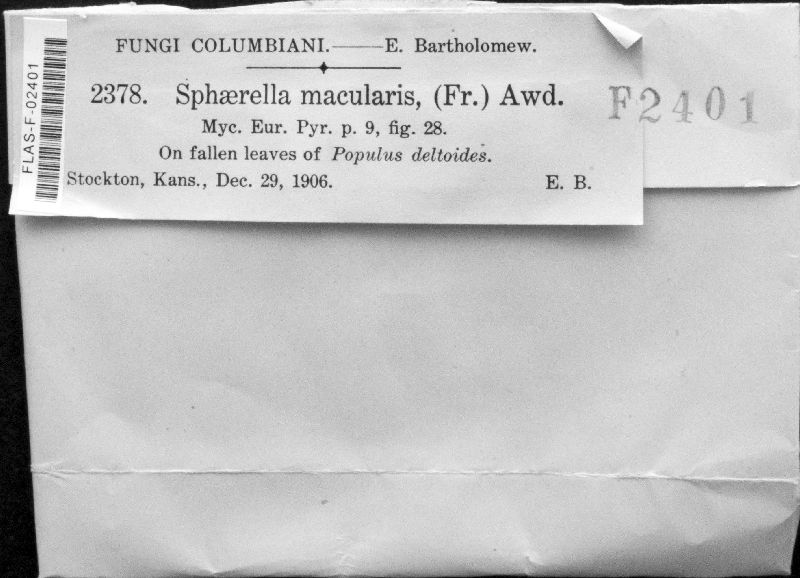 FUNGI COLUMBIANI.——E. Bartholomew.
2378. Sphærella macularis, (Fr.) Awd.
Myc. Eur. Pyr. p. 9, fig. 28.
On fallen leaves of Populus deltoides.
Stockton, Kans., Dec. 29, 1906. E. B.
F2401
FLAS-F-02401